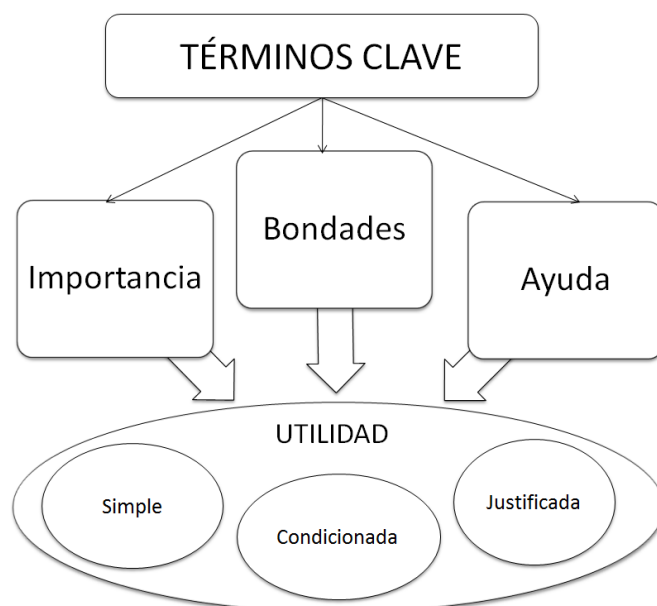 TÉRMINOS CLAVE
Importancia
Bondades
Ayuda
UTILIDAD
Simple
Condicionada
Justificada